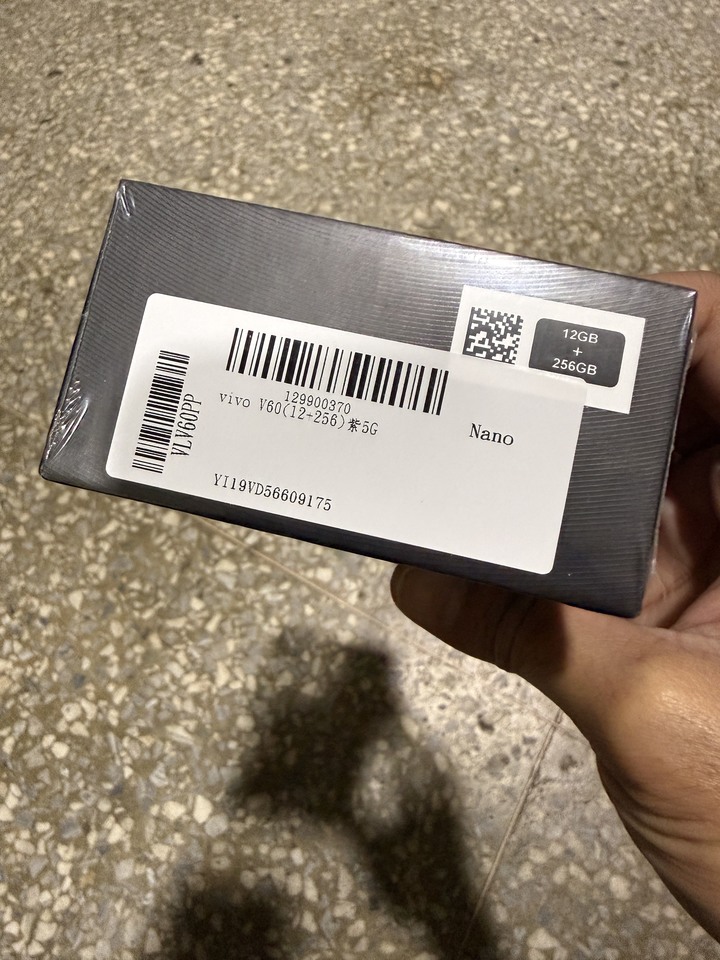 12GB
+
256GB
129900370
vivo V60(12+256)紫5G
Nano
VLV60PP
YI19VD56609175